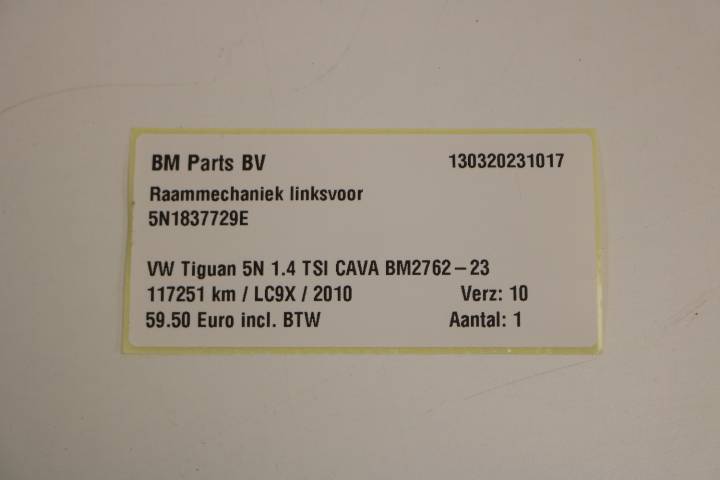 BM Parts BV 130320231017
Raammechaniek linksvoor
5N1837729E
VW Tiguan 5N 1.4 TSI CAVA BM2762-23
117251 km / LC9X / 2010 Verz: 10
59.50 Euro incl. BTW Aantal: 1